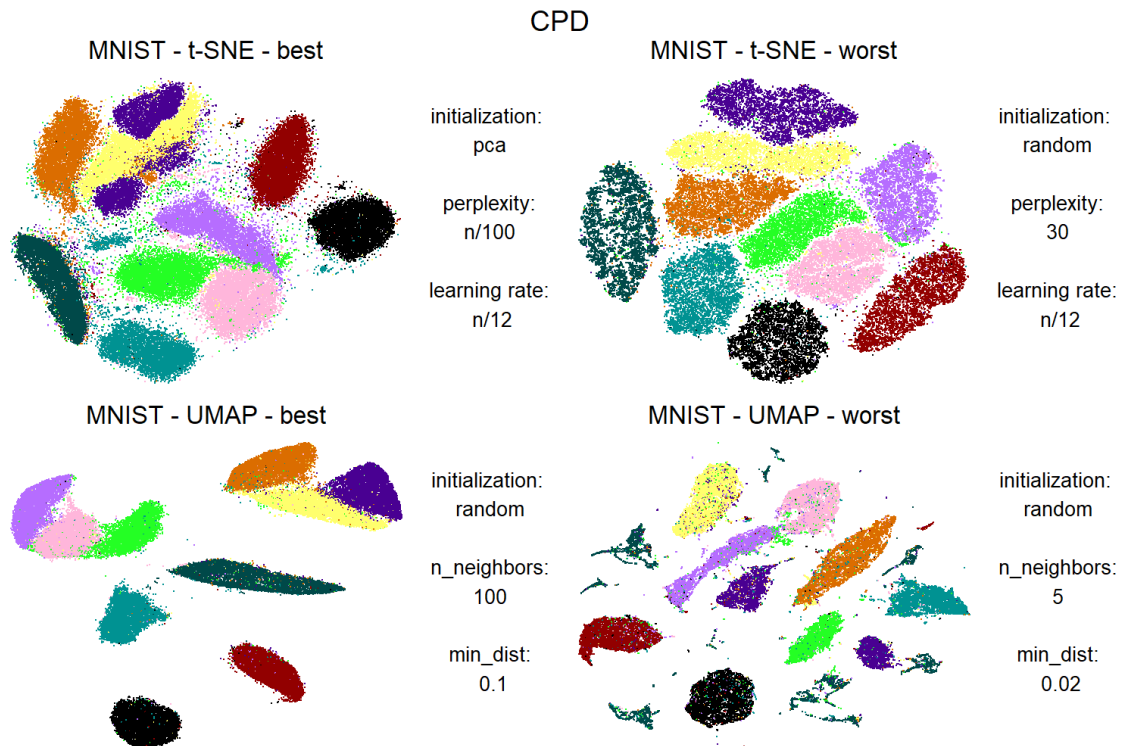 CPD
MNIST - t-SNE - best
initialization:
pca
perplexity:
n/100
learning rate:
n/12
MNIST - t-SNE - worst
initialization:
random
perplexity:
30
learning rate:
n/12
MNIST - UMAP - best
initialization:
random
n_neighbors:
100
min_dist:
0.1
MNIST - UMAP - worst
initialization:
random
n_neighbors:
5
min_dist:
0.02